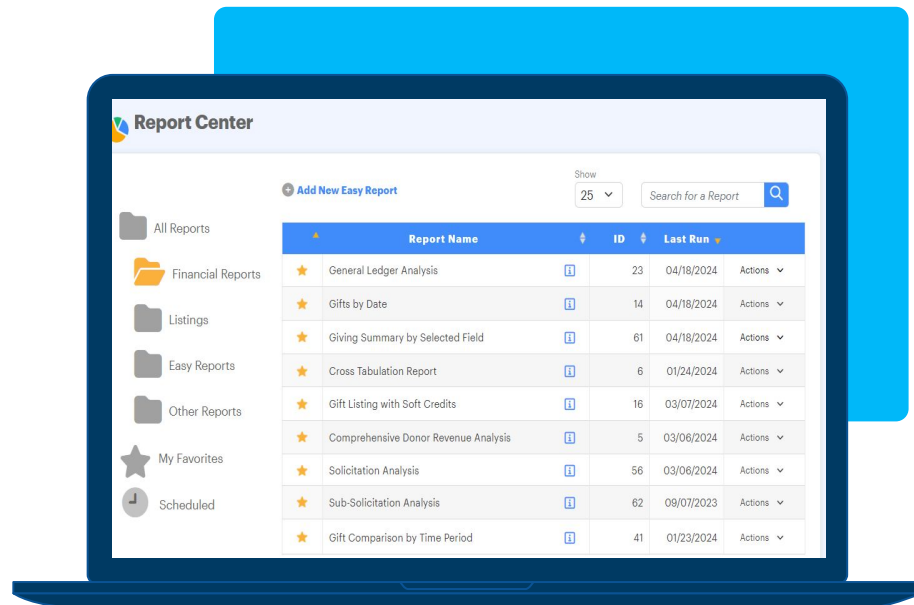 Report Center
Show
Add New Easy Report
25
Search for a Report
All Reports
Financial Reports
Listings
Easy Reports
Other Reports
My Favorites
Scheduled
Report Name ID Last Run
General Ledger Analysis i 23 04/18/2024 Actions
Gifts by Date i 14 04/18/2024 Actions
Giving Summary by Selected Field i 61 04/18/2024 Actions
Cross Tabulation Report i 6 01/24/2024 Actions
Gift Listing with Soft Credits i 16 03/07/2024 Actions
Comprehensive Donor Revenue Analysis i 5 03/06/2024 Actions
Solicitation Analysis i 56 03/06/2024 Actions
Sub-Solicitation Analysis i 62 09/07/2023 Actions
Gift Comparison by Time Period i 41 01/23/2024 Actions